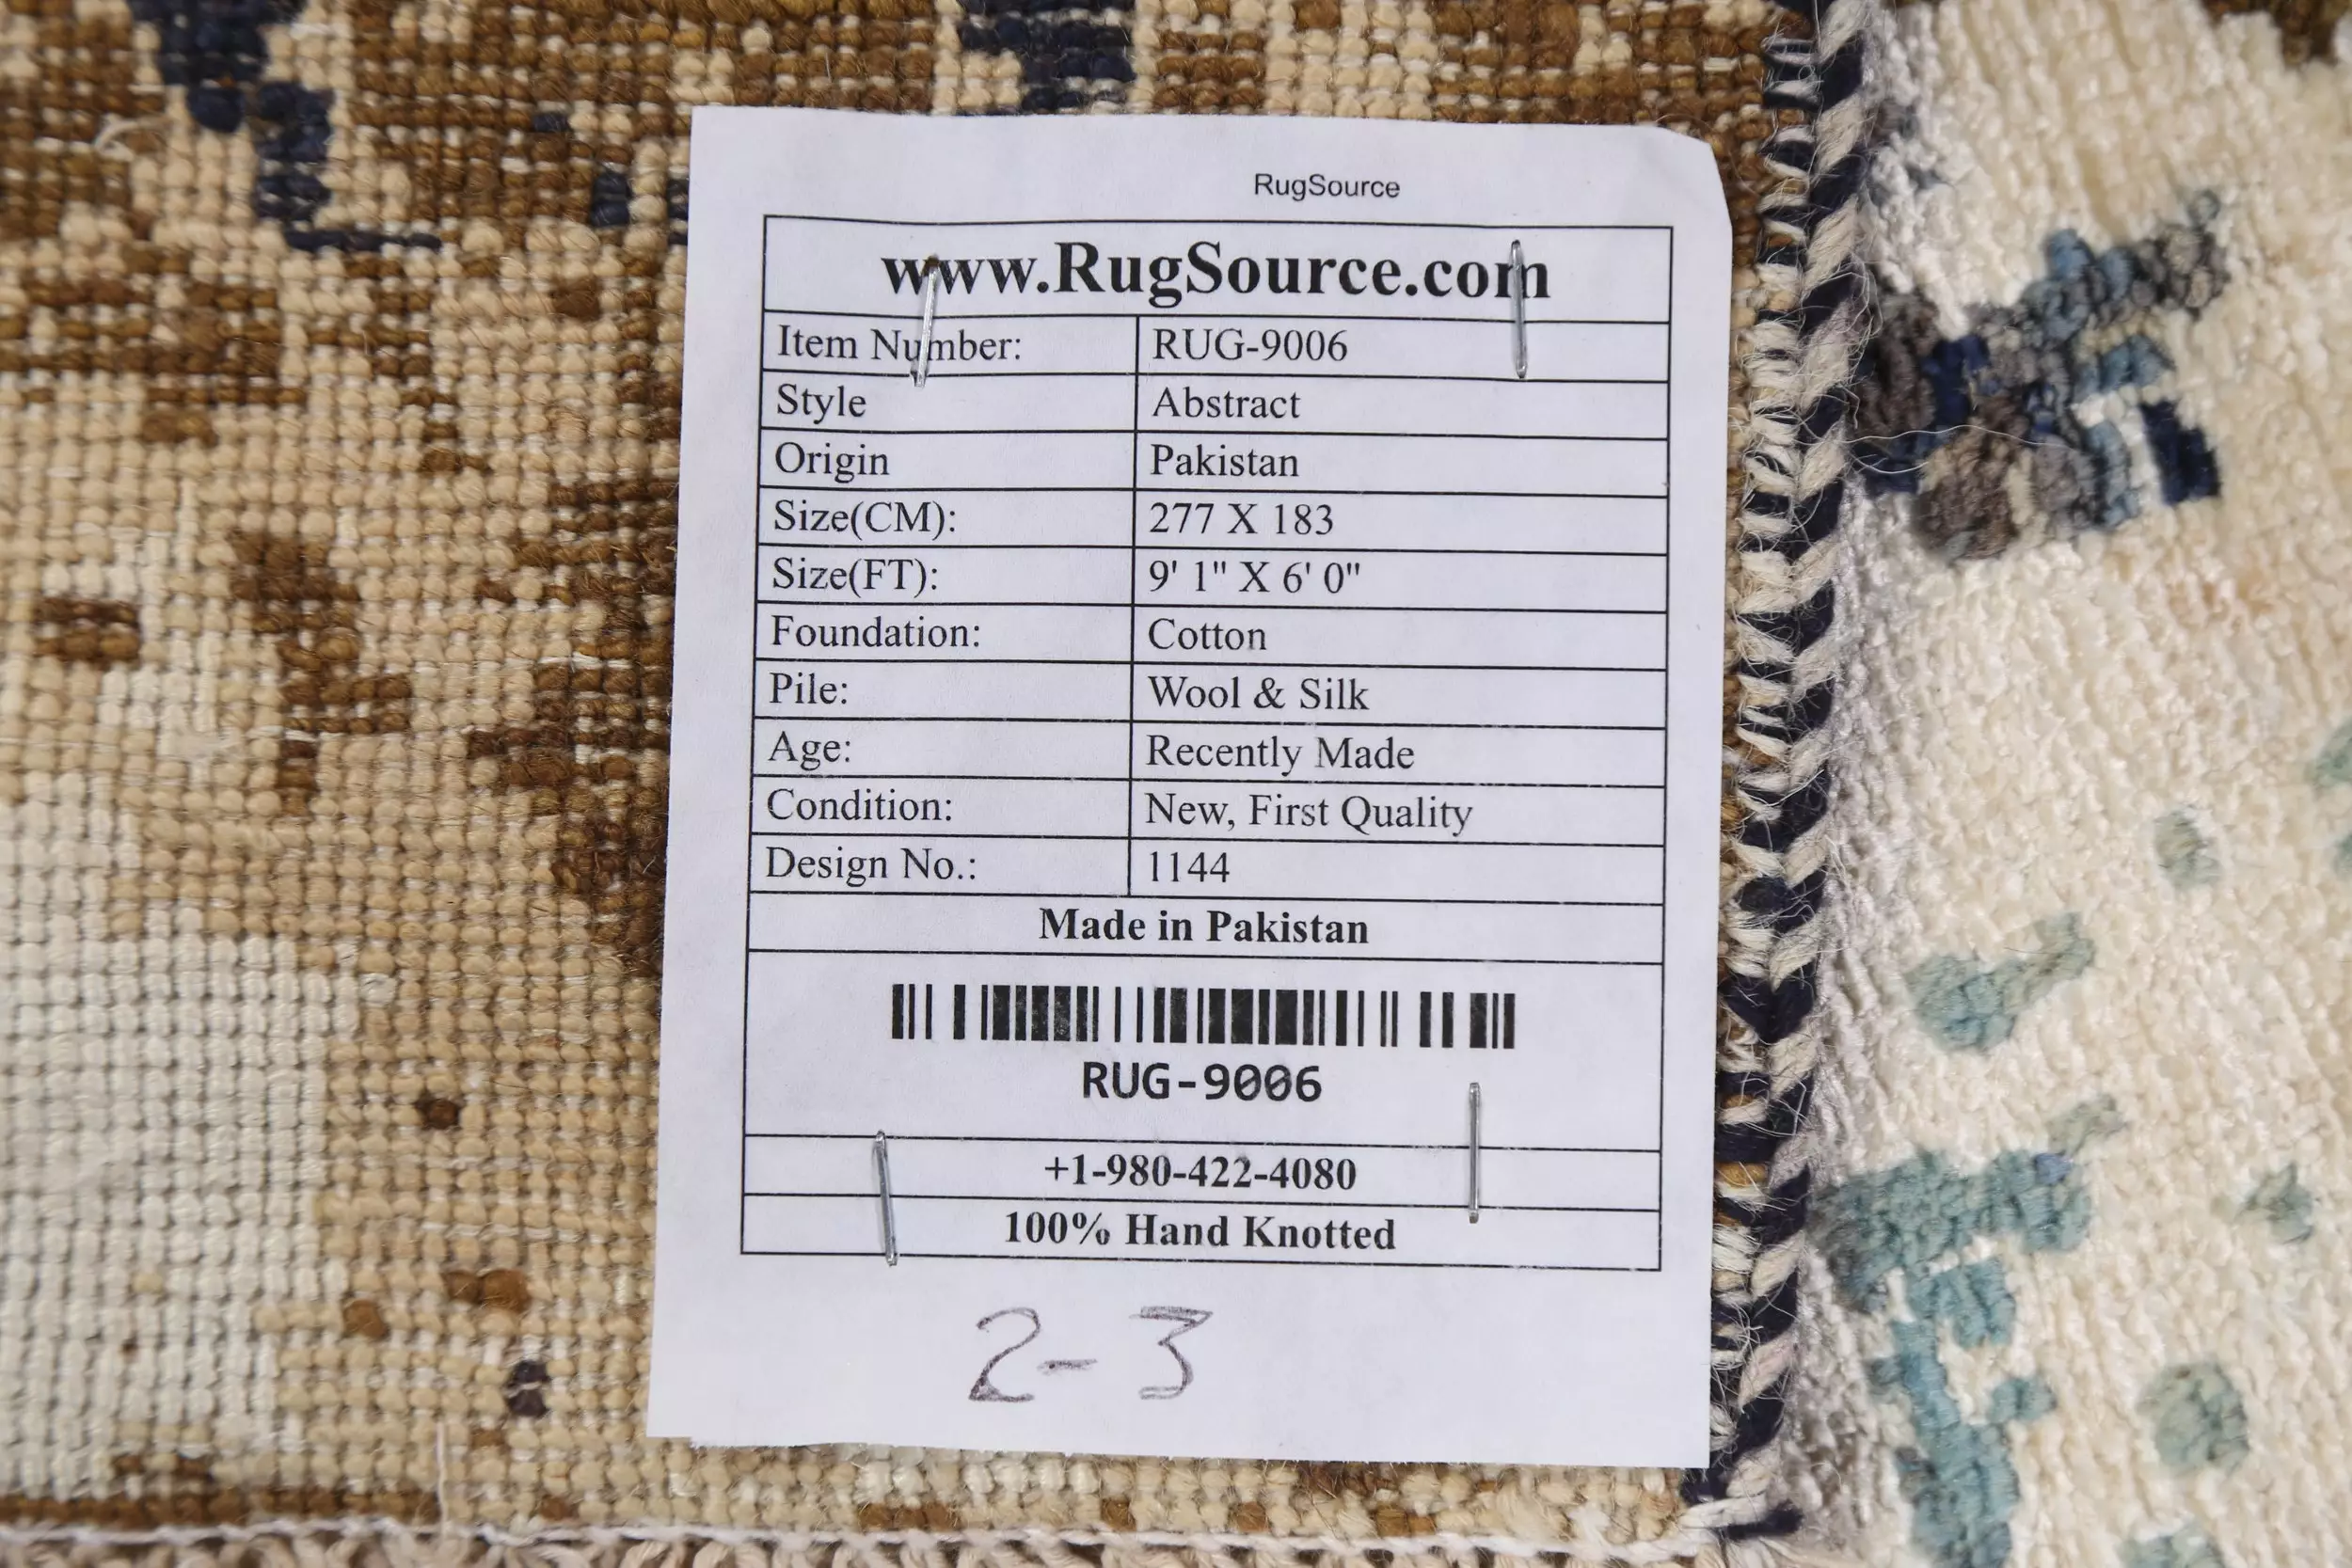 RugSource
www.RugSource.com
Item Number: RUG-9006
Style Abstract
Origin Pakistan
Size(CM): 277 X 183
Size(FT): 9' 1" X 6' 0"
Foundation: Cotton
Pile: Wool & Silk
Age: Recently Made
Condition: New, First Quality
Design No.: 1144
Made in Pakistan
RUG-9006
+1-980-422-4080
100% Hand Knotted
2-3